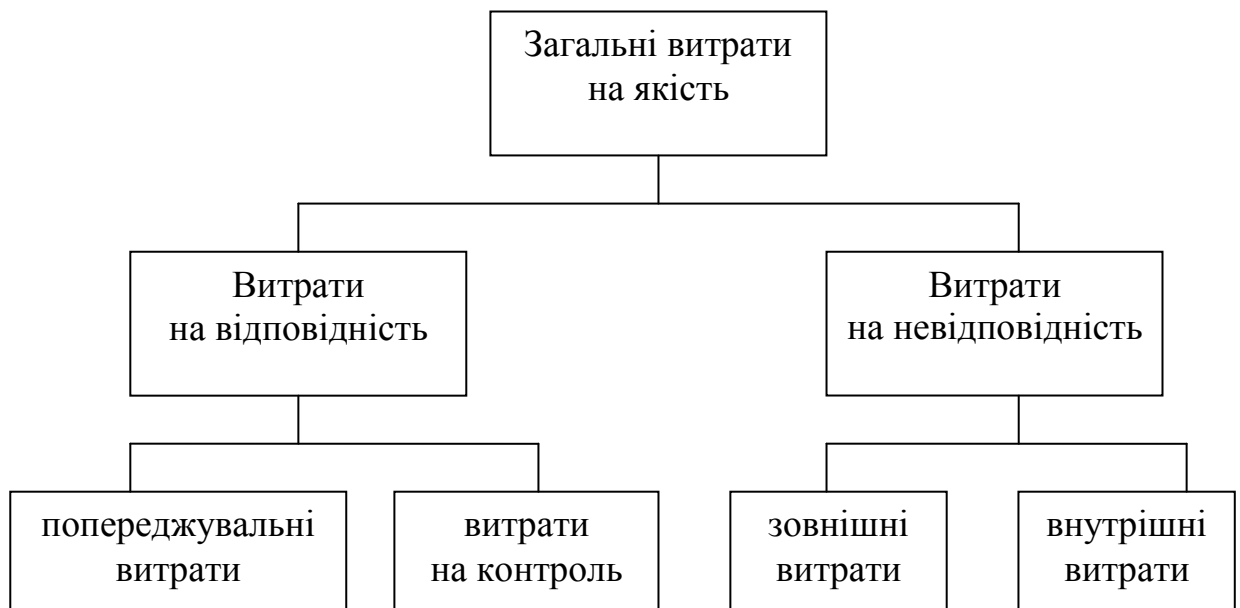 Загальні витрати
на якість
Витрати
на відповідність
Витрати
на невідповідність
попереджувальні
витрати
витрати
на контроль
зовнішні
витрати
внутрішні
витрати